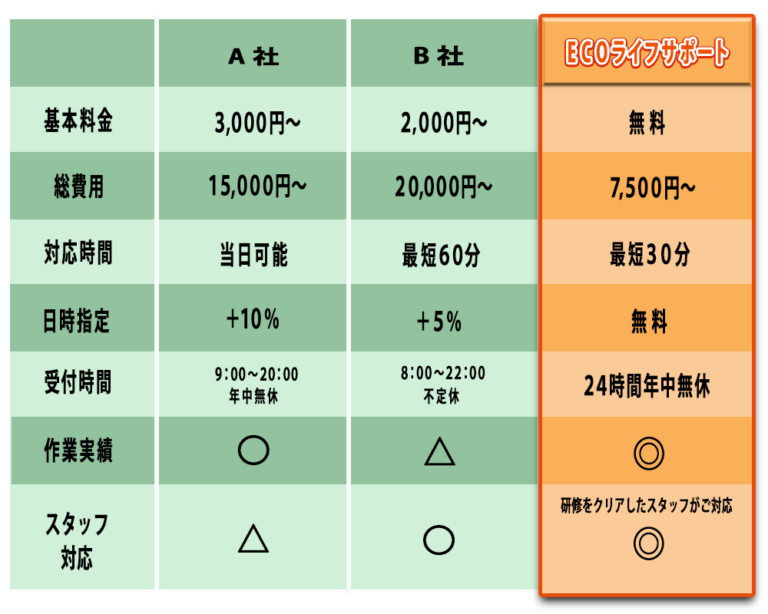 A社 B社 ECOライフサポート
基本料金 3,000円～ 2,000円～ 無料
総費用 15,000円～ 20,000円～ 7,500円～
対応時間 当日可能 最短60分 最短30分
日時指定 +10% +5% 無料
受付時間 9:00～20:00 8:00～22:00 24時間年中無休
年中無休 不定休
作業実績 ○ △ ◎
スタッフ 研修をクリアしたスタッフがご対応
対応 △ ○ ◎